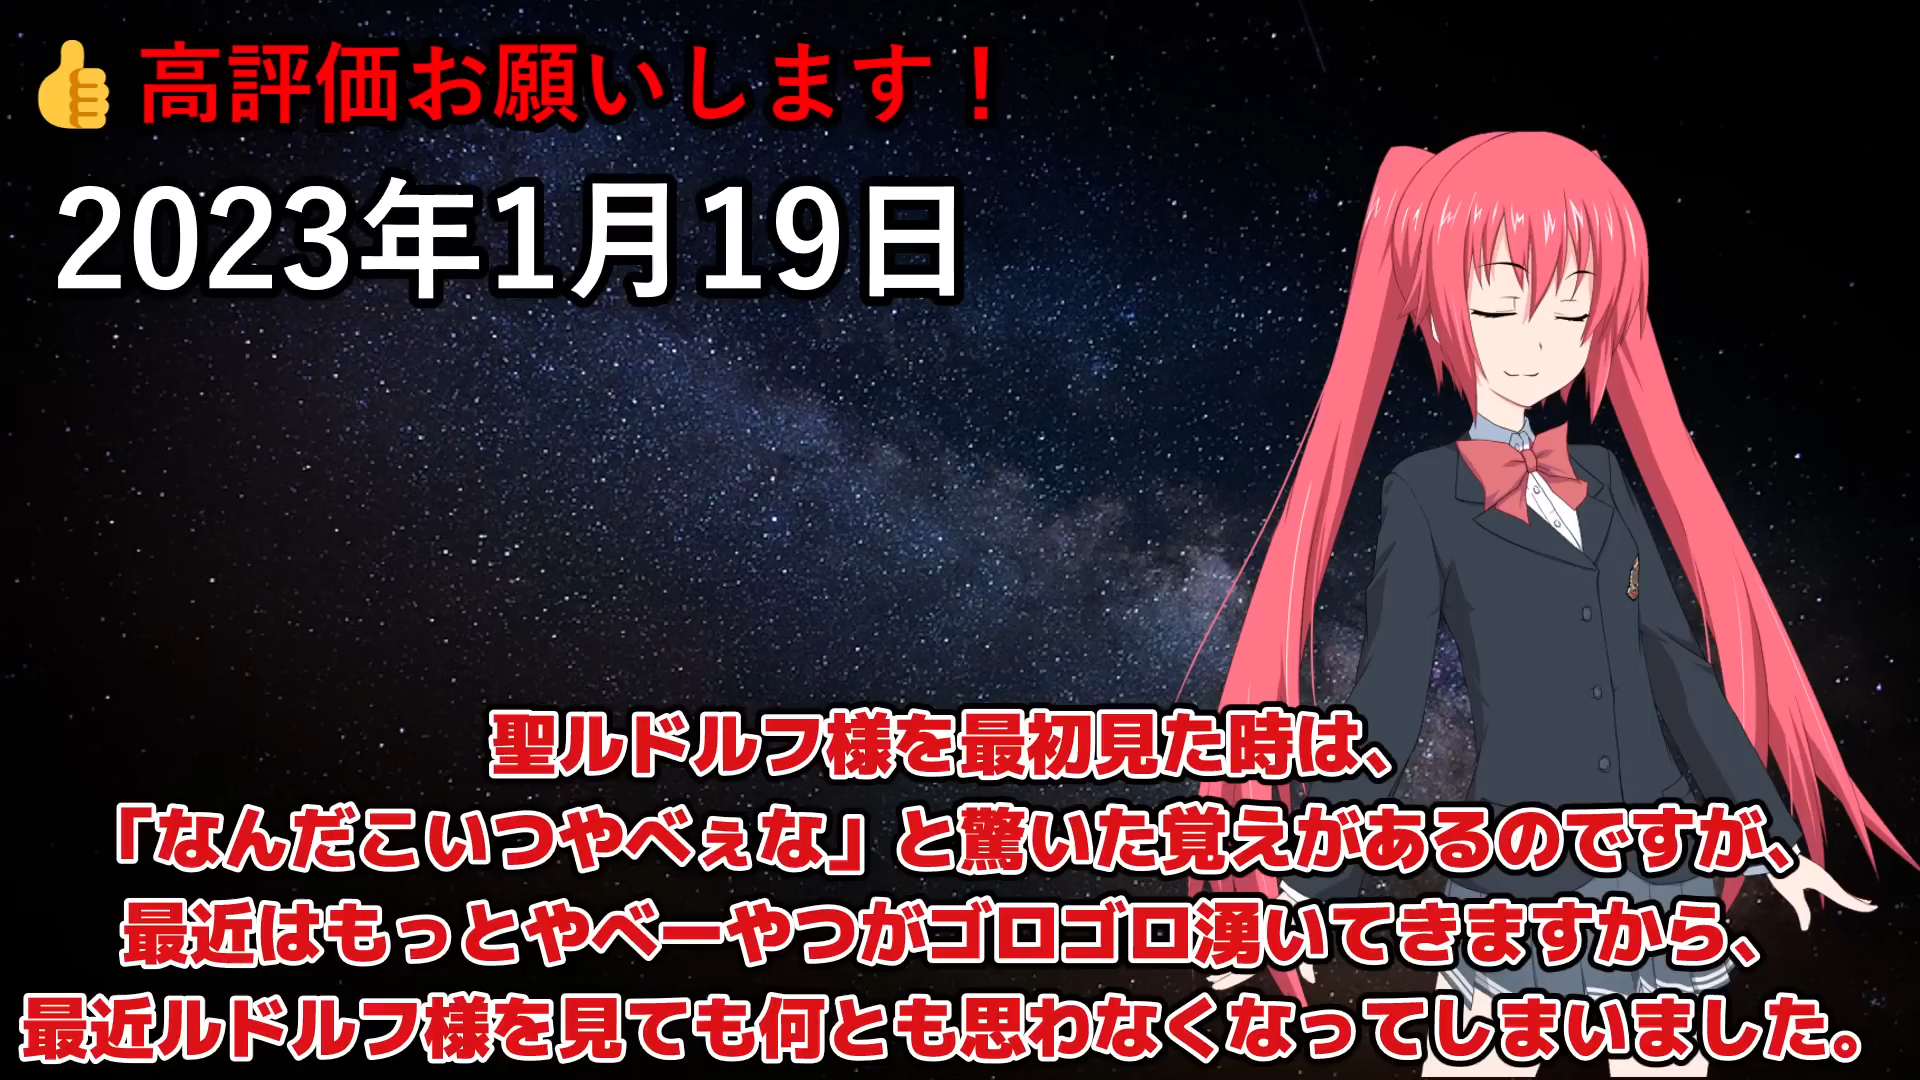 高評価お願いします！
2023年1月19日
聖ルドルフ様を最初見た時は、
「なんだこいつやべぇな」と驚いた覚えがあるのですが、
最近はもっとやべーやつがゴロゴロ湧いてきますから、
最近ルドルフ様を見ても何とも思わなくなってしまいました。